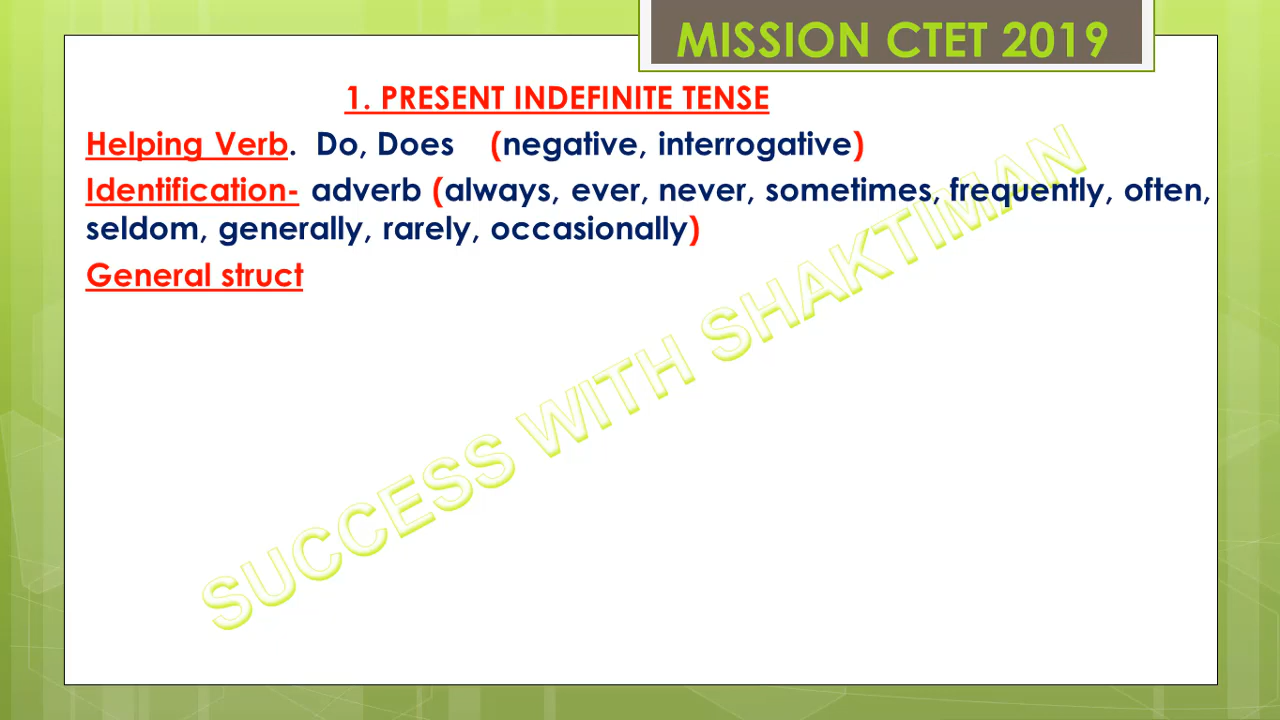 MISSION CTET 2019
1. PRESENT INDEFINITE TENSE
Helping Verb.  Do, Does    (negative, interrogative)
Identification- adverb (always, ever, never, sometimes, frequently, often,
seldom, generally, rarely, occasionally)
General struct
SUCCESS WITH SHAKTIMAN